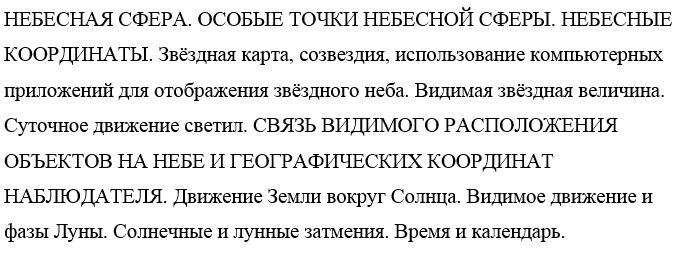 НЕБЕСНАЯ СФЕРА. ОСОБЫЕ ТОЧКИ НЕБЕСНОЙ СФЕРЫ. НЕБЕСНЫЕ
КООРДИНАТЫ. Звёздная карта, созвездия, использование компьютерных
приложений для отображения звёздного неба. Видимая звёздная величина.
Суточное движение светил. СВЯЗЬ ВИДИМОГО РАСПОЛОЖЕНИЯ
ОБЪЕКТОВ НА НЕБЕ И ГЕОГРАФИЧЕСКИХ КООРДИНАТ
НАБЛЮДАТЕЛЯ. Движение Земли вокруг Солнца. Видимое движение и
фазы Луны. Солнечные и лунные затмения. Время и календарь.